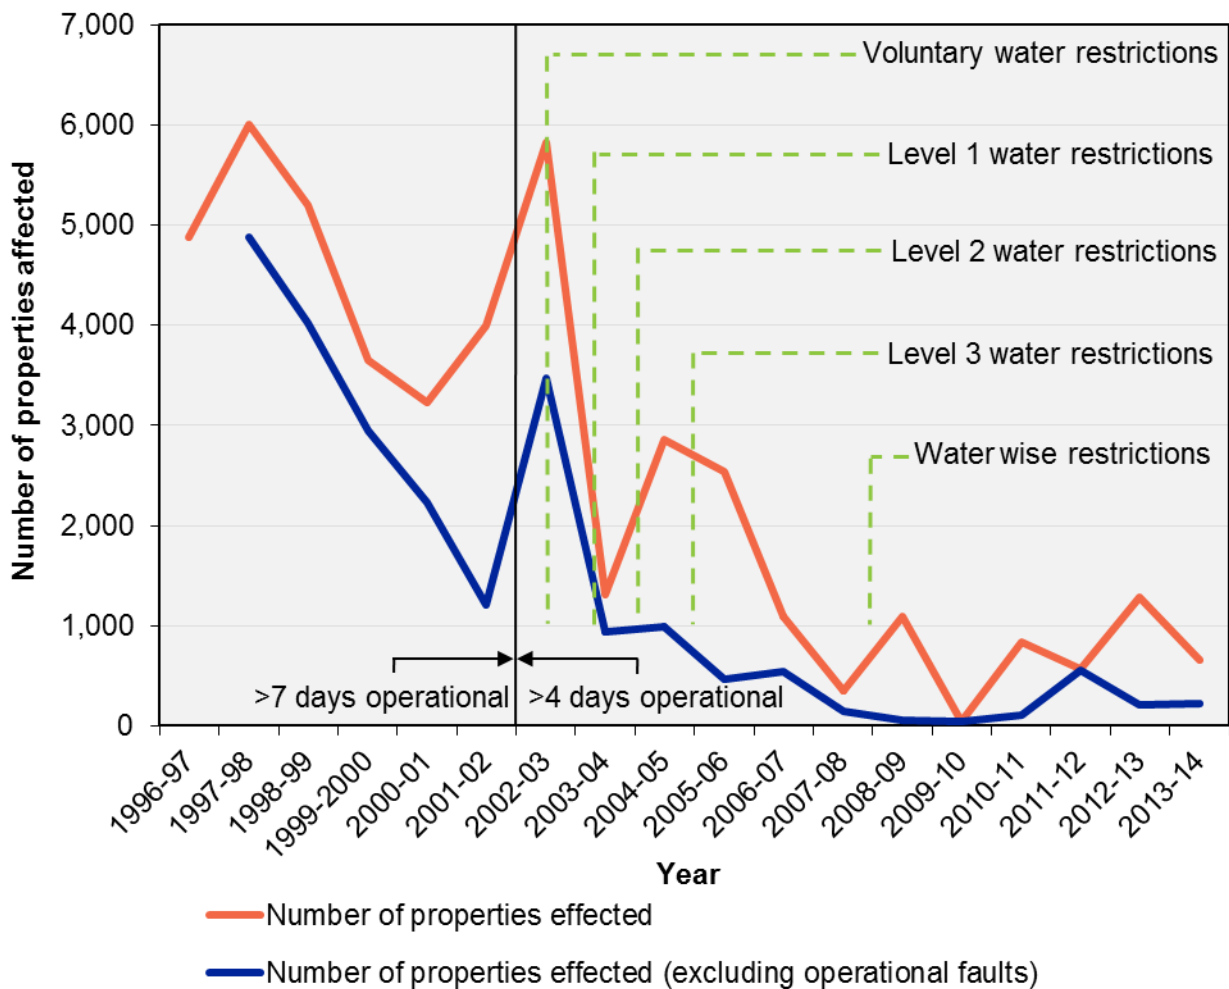 7,000
6,000
5,000
4,000
3,000
2,000
1,000
0
Number of properties affected
Voluntary water restrictions
Level 1 water restrictions
Level 2 water restrictions
Level 3 water restrictions
Water wise restrictions
>7 days operational
>4 days operational
1996-97
1997-98
1998-99
1999-2000
2000-01
2001-02
2002-03
2003-04
2004-05
2005-06
2006-07
2007-08
2008-09
2009-10
2010-11
2011-12
2012-13
2013-14
Year
Number of properties effected
Number of properties effected (excluding operational faults)